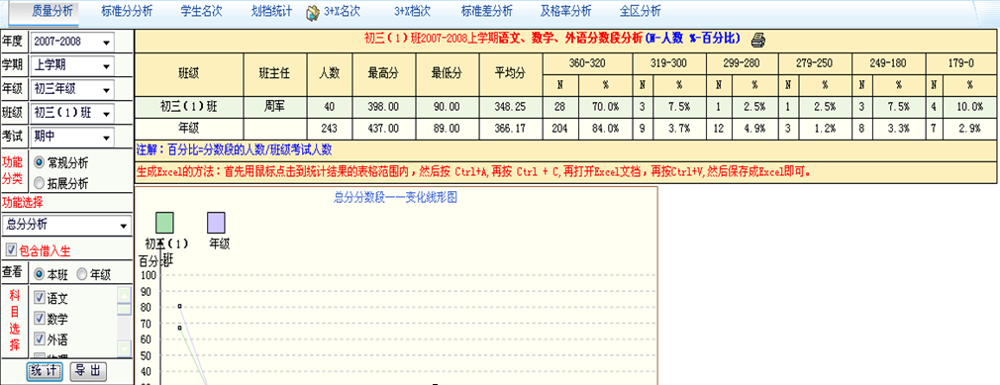 质量分析 标准分分析 学生名次 划档统计 3+X名次 3+X档次 标准差分析 及格率分析 全区分析
年度 2007-2008
学期 上学期
年级 初三年级
班级 初三(1)班
考试 期中
功能分类 常规分析 拓展分析
功能选择
总分分析
包含借入生
查看 本班 年级
科目选择 语文 数学 外语
统 计 导 出
初三(1)班2007-2008上学期语文、数学、外语分数段分析(N-人数 %-百分比)
班级 班主任 人数 最高分 最低分 平均分 360-320 319-300 299-280 279-250 249-180 179-0
N % N % N % N % N % N %
初三(1)班 周军 40 398.00 90.00 348.25 28 70.0% 3 7.5% 1 2.5% 1 2.5% 3 7.5% 4 10.0%
年级 243 437.00 89.00 366.17 204 84.0% 9 3.7% 12 4.9% 3 1.2% 8 3.3% 7 2.9%
注解：百分比=分数段的人数/班级考试人数
生成Excel的方法：首先用鼠标点击到统计结果的表格范围内，然后按 Ctrl+A,再按 Ctrl + C,再打开Excel文档，再按Ctrl+V,然后保存成Excel即可。
总分分数段——变化线形图
初三(1)班 年级
百分比
100
90
80
70
60
50
40